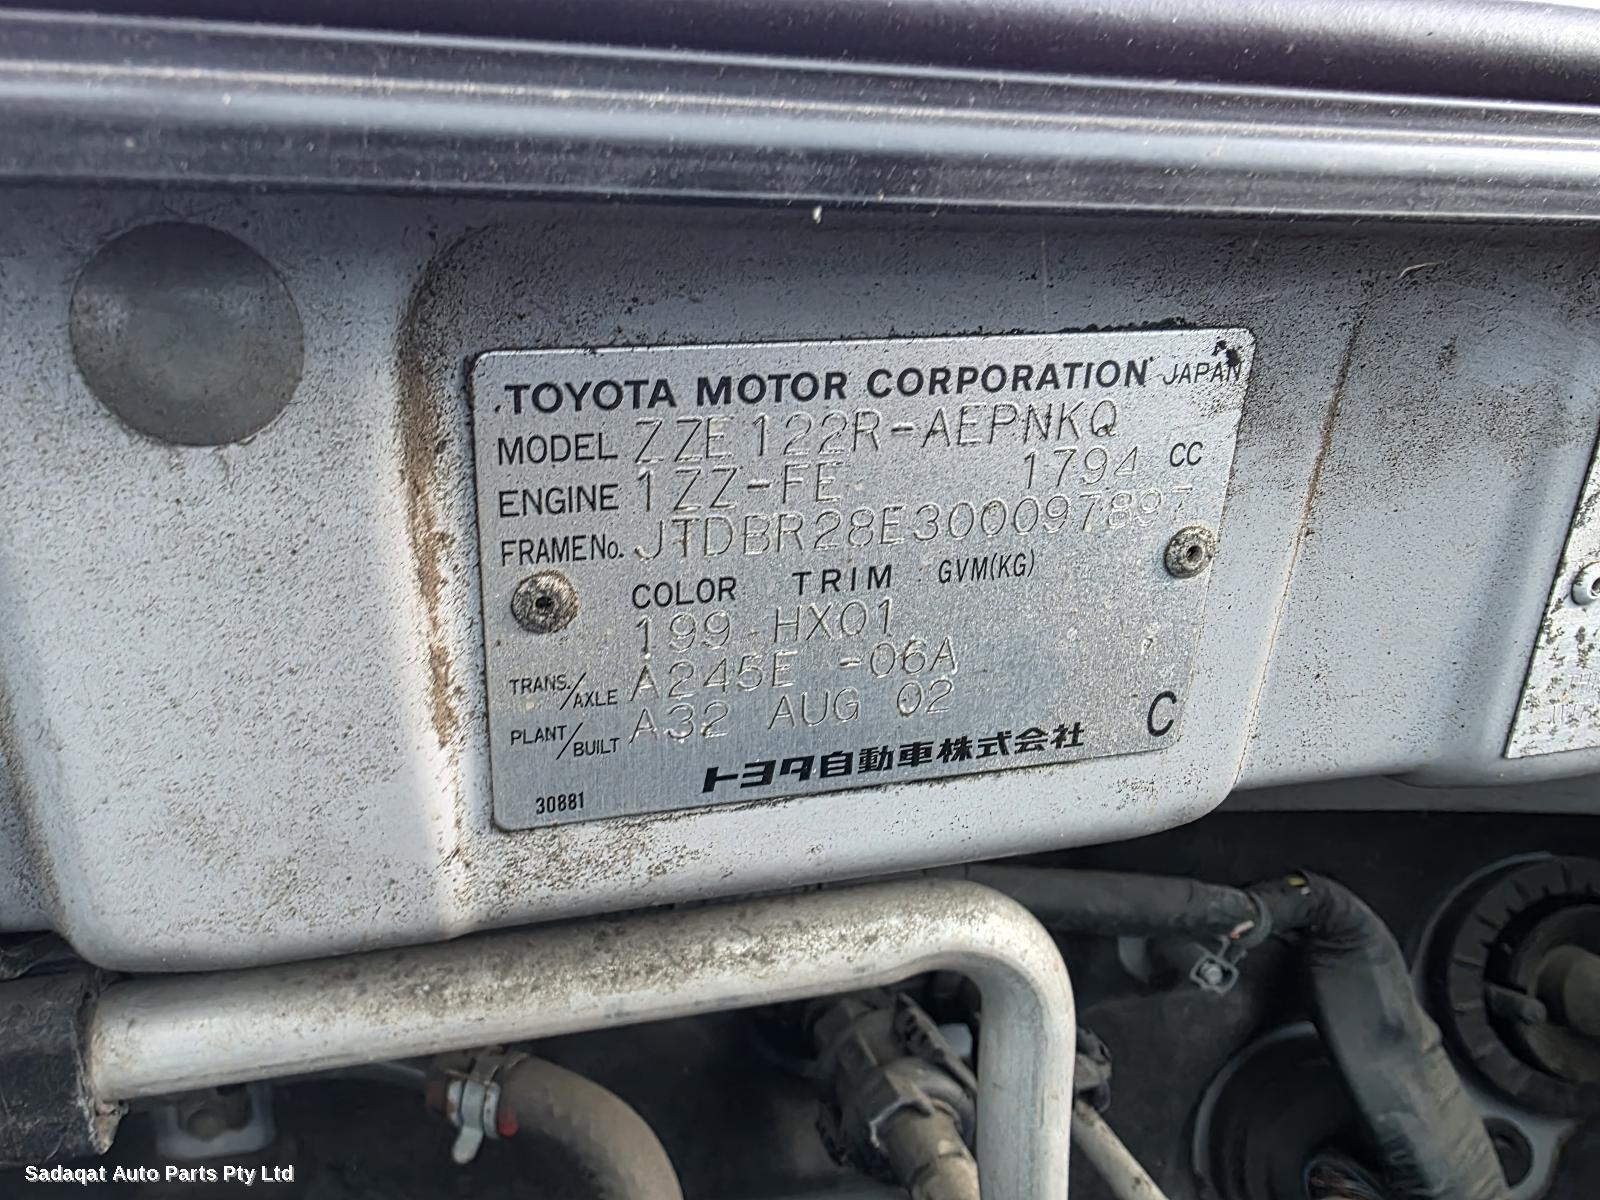 TOYOTA MOTOR CORPORATION JAPAN
MODEL ZZE122R-AEPNKQ
ENGINE 1ZZ-FE 1794 CC
FRAME No. JTDBR28E300097897
COLOR TRIM GVM(KG)
199 HX01
TRANS./AXLE A245E -06A
PLANT/BUILT A32 AUG 02
C
トヨタ自動車株式会社
30881
Sadaqat Auto Parts Pty Ltd